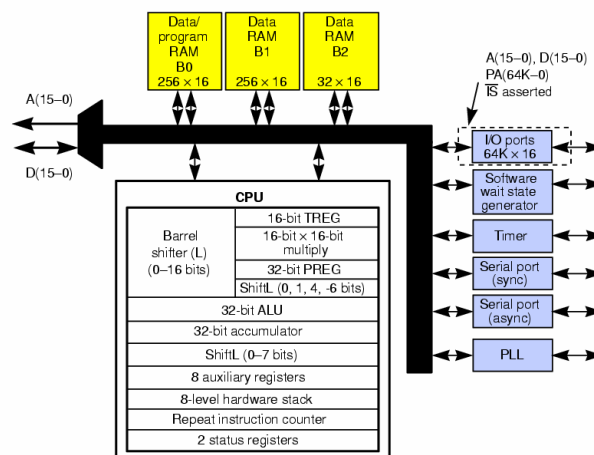 Data/
program
RAM
B0
256 × 16
Data
RAM
B1
256 × 16
Data
RAM
B2
32 × 16
A(15–0), D(15–0)
PA(64K–0)
IS asserted
A(15–0)
D(15–0)
I/O ports
64K × 16
Software
wait state
generator
Timer
Serial port
(sync)
Serial port
(async)
PLL
CPU
Barrel
shifter (L)
(0–16 bits)
16-bit TREG
16-bit × 16-bit
multiply
32-bit PREG
ShiftL (0, 1, 4, -6 bits)
32-bit ALU
32-bit accumulator
ShiftL (0–7 bits)
8 auxiliary registers
8-level hardware stack
Repeat instruction counter
2 status registers